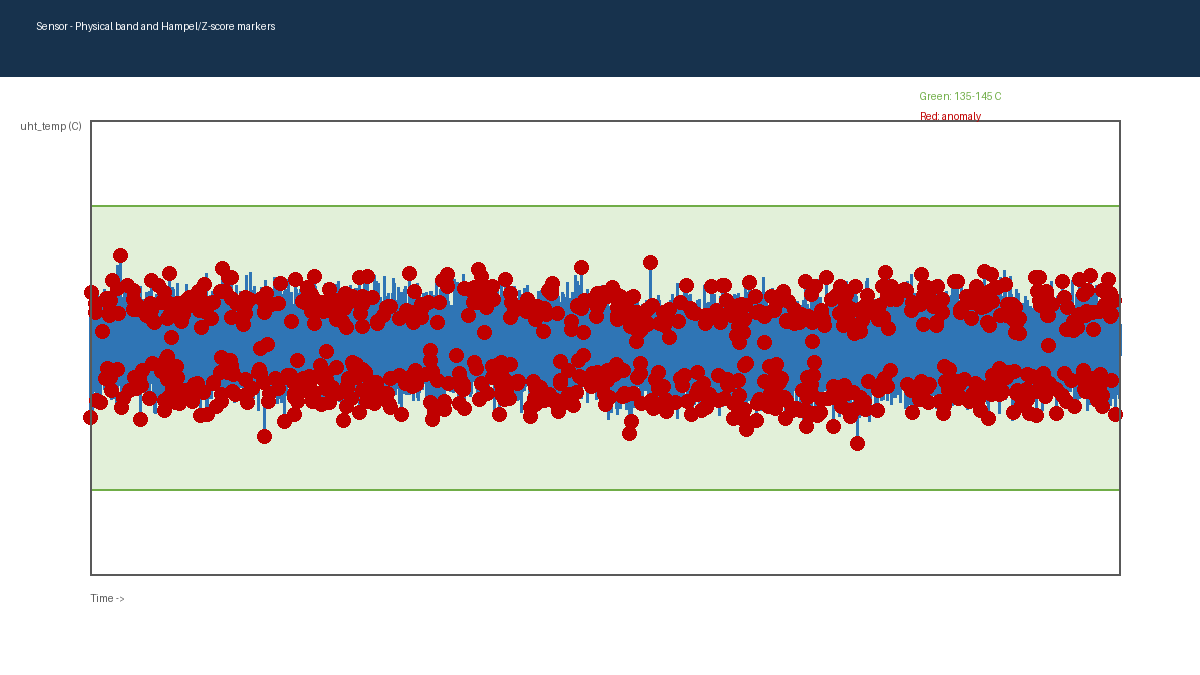 Sensor - Physical band and Hampel/Z-score markers
Green: 135-145 C
Red: anomaly
uht_temp (C)
Time ->